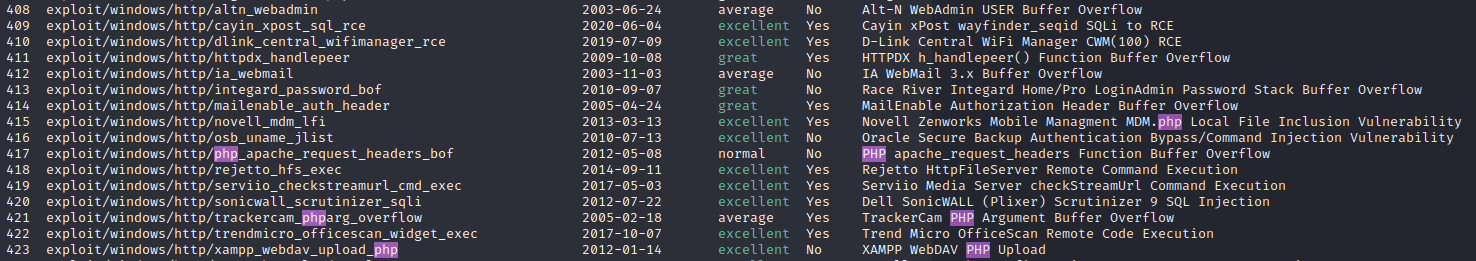 408 exploit/windows/http/altn_webadmin 2003-06-24 average No Alt-N WebAdmin USER Buffer Overflow
409 exploit/windows/http/cayin_xpost_sql_rce 2020-06-04 excellent Yes Cayin xPost wayfinder_seqid SQLi to RCE
410 exploit/windows/http/dlink_central_wifimanager_rce 2019-07-09 excellent Yes D-Link Central WiFi Manager CWM(100) RCE
411 exploit/windows/http/httpdx_handlepeer 2009-10-08 great Yes HTTPDX h_handlepeer() Function Buffer Overflow
412 exploit/windows/http/ia_webmail 2003-11-03 average No IA WebMail 3.x Buffer Overflow
413 exploit/windows/http/integard_password_bof 2010-09-07 great No Race River Integard Home/Pro LoginAdmin Password Stack Buffer Overflow
414 exploit/windows/http/mailenable_auth_header 2005-04-24 great Yes MailEnable Authorization Header Buffer Overflow
415 exploit/windows/http/novell_mdm_lfi 2013-03-13 excellent Yes Novell Zenworks Mobile Managment MDM.php Local File Inclusion Vulnerability
416 exploit/windows/http/osb_uname_jlist 2010-07-13 excellent No Oracle Secure Backup Authentication Bypass/Command Injection Vulnerability
417 exploit/windows/http/php_apache_request_headers_bof 2012-05-08 normal No PHP apache_request_headers Function Buffer Overflow
418 exploit/windows/http/rejetto_hfs_exec 2014-09-11 excellent Yes Rejetto HttpFileServer Remote Command Execution
419 exploit/windows/http/serviio_checkstreamurl_cmd_exec 2017-05-03 excellent Yes Serviio Media Server checkStreamUrl Command Execution
420 exploit/windows/http/sonicwall_scrutinizer_sqli 2012-07-22 excellent Yes Dell SonicWALL (Plixer) Scrutinizer 9 SQL Injection
421 exploit/windows/http/trackercam_phparg_overflow 2005-02-18 average Yes TrackerCam PHP Argument Buffer Overflow
422 exploit/windows/http/trendmicro_officescan_widget_exec 2017-10-07 excellent Yes Trend Micro OfficeScan Remote Code Execution
423 exploit/windows/http/xampp_webdav_upload_php 2012-01-14 excellent No XAMPP WebDAV PHP Upload